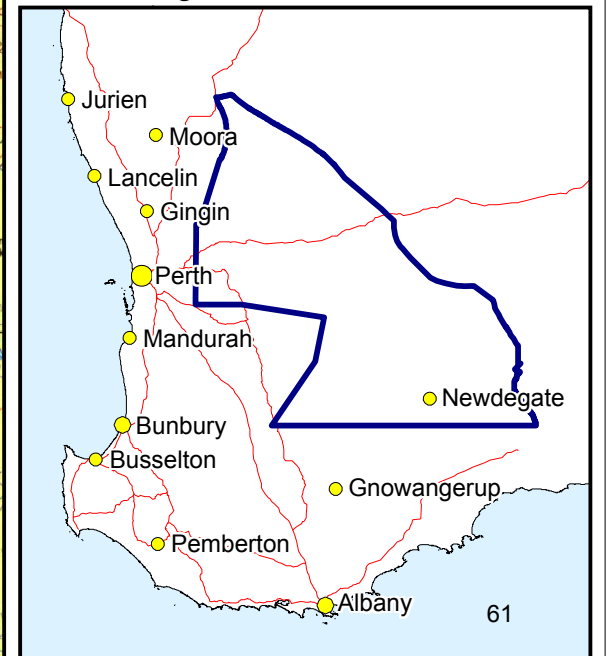 Jurien
Moora
Lancelin
Gingin
Perth
Mandurah
Newdegate
Bunbury
Busselton
Gnowangerup
Pemberton
Albany
61